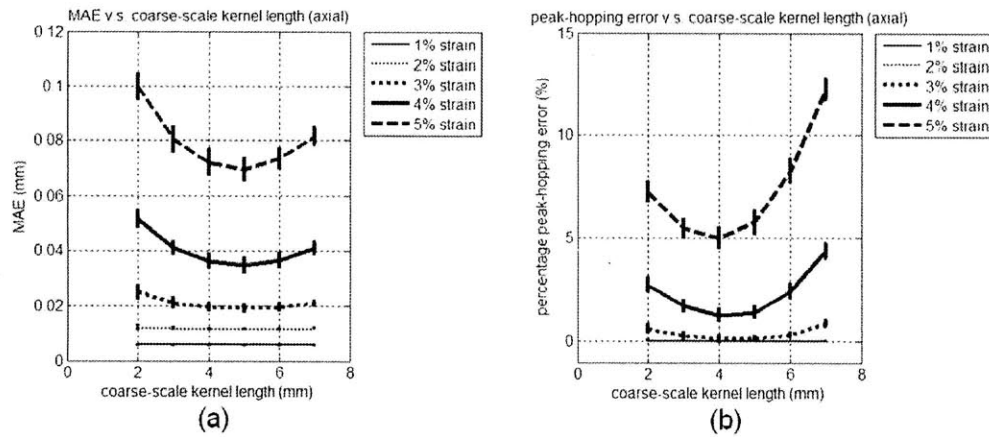 MAE v s coarse-scale kernel length (axial)
0 12
0.1
0 08
0 06
0 04
0 02
0
MAE (mm)
0
2
4
6
8
coarse-scale kernel length (mm)
1% strain
2% strain
3% strain
4% strain
5% strain
(a)
peak-hopping error v s coarse-scale kernel length (axial)
15
10
5
0
percentage peak-hopping error (%)
0
2
4
6
8
coarse-scale kernel length (mm)
1% strain
2% strain
3% strain
4% strain
5% strain
(b)